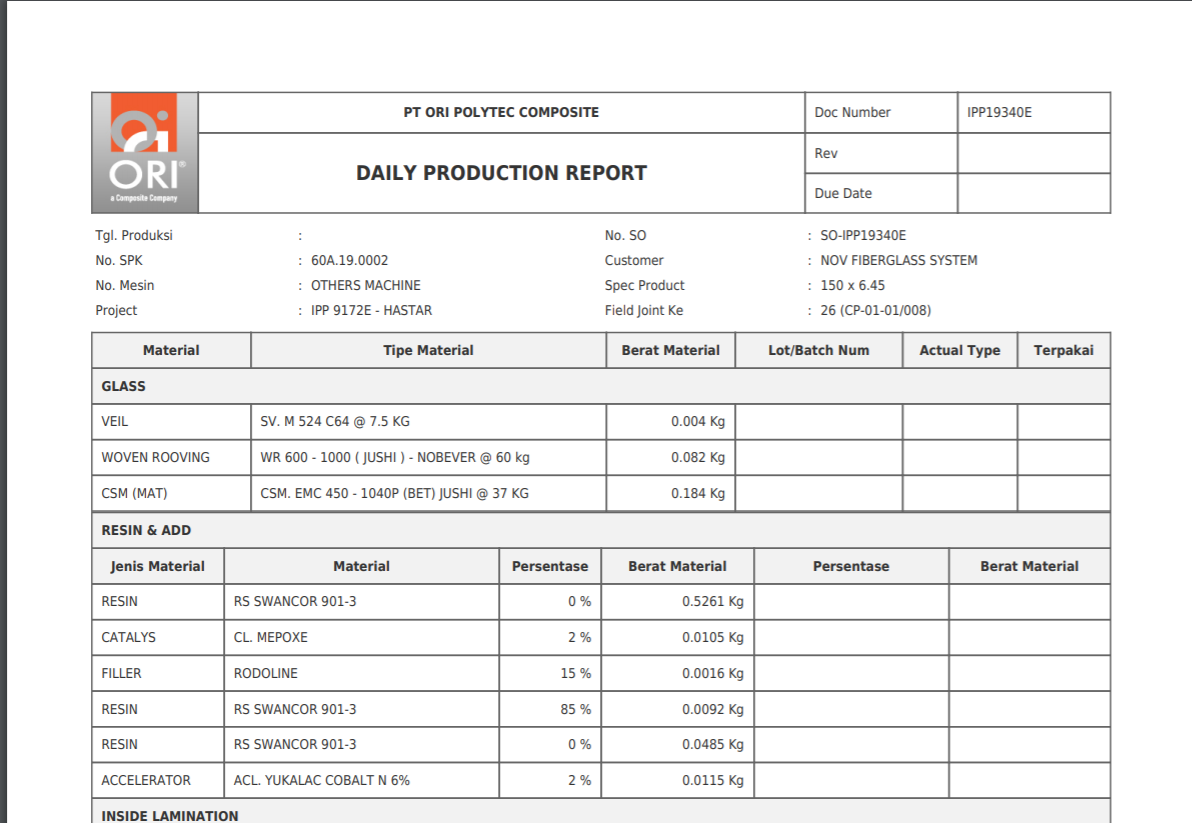 ORI®
a Composite Company
PT ORI POLYTEC COMPOSITE
DAILY PRODUCTION REPORT
Doc Number IPP19340E
Rev
Due Date
Tgl. Produksi :
No. SPK : 60A.19.0002
No. Mesin : OTHERS MACHINE
Project : IPP 9172E - HASTAR
No. SO : SO-IPP19340E
Customer : NOV FIBERGLASS SYSTEM
Spec Product : 150 x 6.45
Field Joint Ke : 26 (CP-01-01/008)
Material Tipe Material Berat Material Lot/Batch Num Actual Type Terpakai
GLASS
VEIL SV. M 524 C64 @ 7.5 KG 0.004 Kg
WOVEN ROOVING WR 600 - 1000 ( JUSHI ) - NOBEVER @ 60 kg 0.082 Kg
CSM (MAT) CSM. EMC 450 - 1040P (BET) JUSHI @ 37 KG 0.184 Kg
RESIN & ADD
Jenis Material Material Persentase Berat Material Persentase Berat Material
RESIN RS SWANCOR 901-3 0 % 0.5261 Kg
CATALYS CL. MEPOXE 2 % 0.0105 Kg
FILLER RODOLINE 15 % 0.0016 Kg
RESIN RS SWANCOR 901-3 85 % 0.0092 Kg
RESIN RS SWANCOR 901-3 0 % 0.0485 Kg
ACCELERATOR ACL. YUKALAC COBALT N 6% 2 % 0.0115 Kg
INSIDE LAMINATION